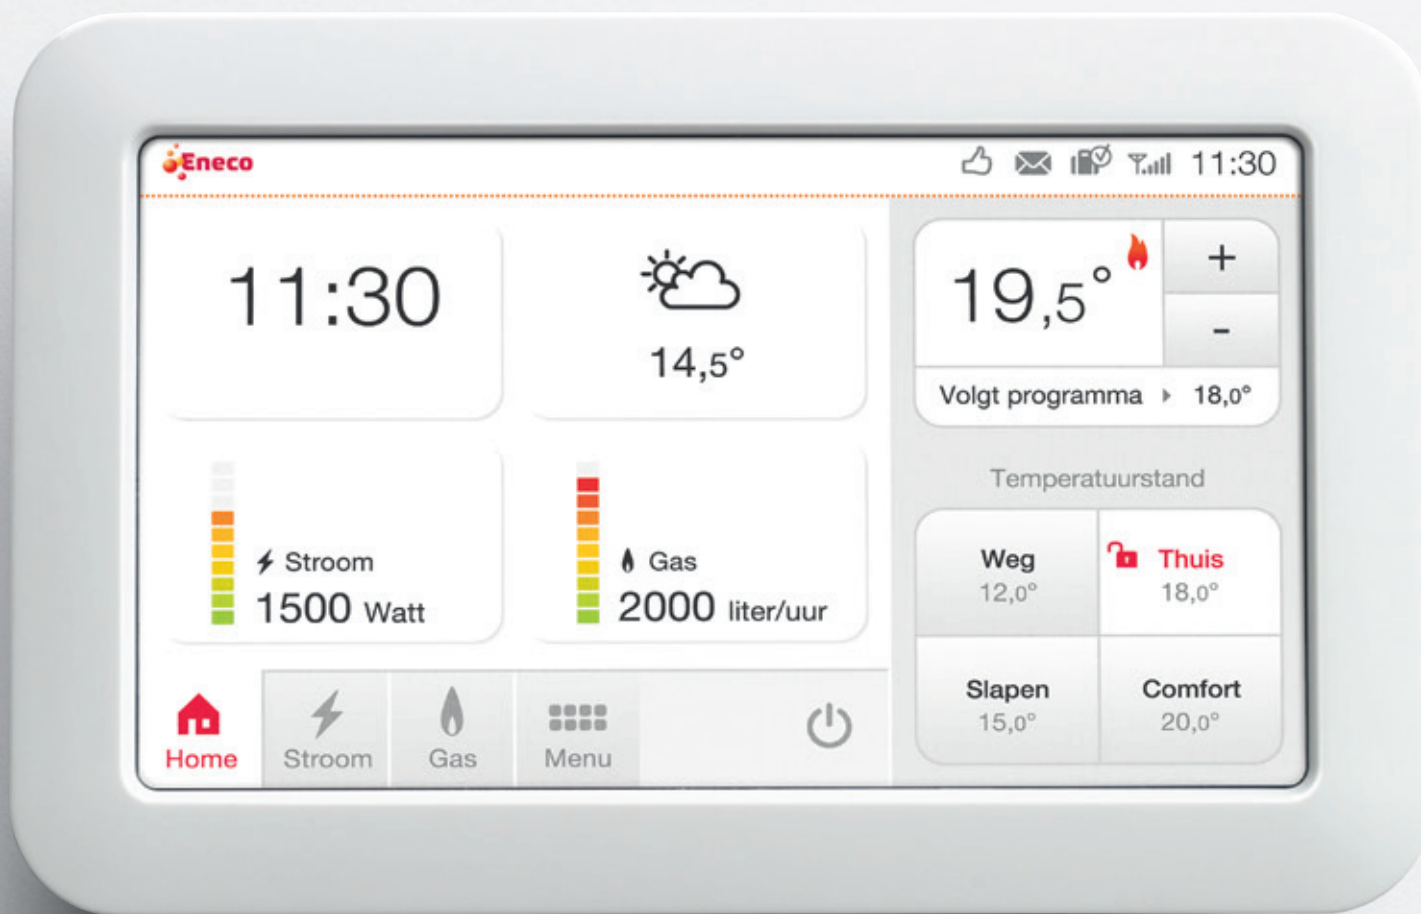 Eneco
11:30
11:30
14,5°
19,5°
+
-
Volgt programma 18,0°
Stroom
1500 Watt
Gas
2000 liter/uur
Temperatuurstand
Weg
12,0°
Thuis
18,0°
Slapen
15,0°
Comfort
20,0°
Home
Stroom
Gas
Menu